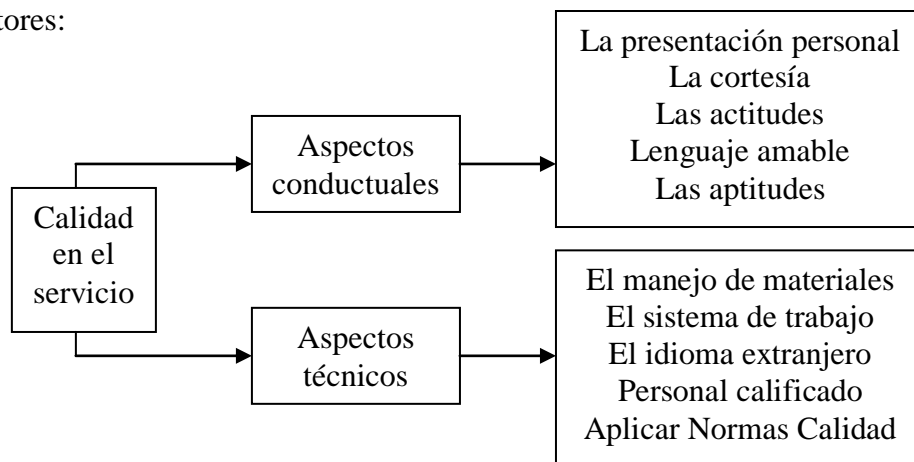 tores:
La presentación personal
La cortesía
Las actitudes
Lenguaje amable
Las aptitudes
Aspectos
conductuales
Calidad
en el
servicio
El manejo de materiales
El sistema de trabajo
El idioma extranjero
Personal calificado
Aplicar Normas Calidad
Aspectos
técnicos